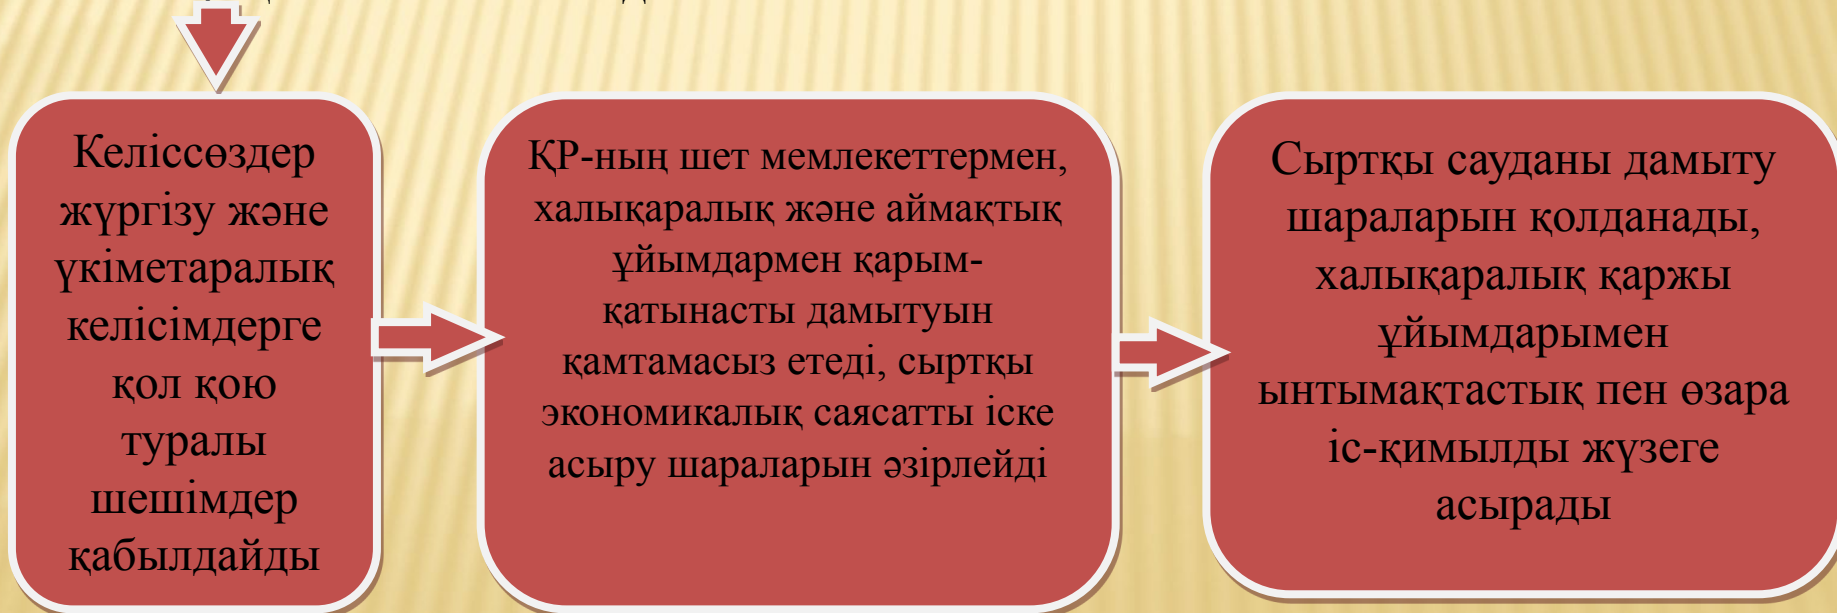 Келіссөздер
жүргізу және
үкіметаралық
келісімдерге
қол қою
туралы
шешімдер
қабылдайды
ҚР-ның шет мемлекеттермен,
халықаралық және аймақтық
ұйымдармен қарым-
қатынасты дамытуын
қамтамасыз етеді, сыртқы
экономикалық саясатты іске
асыру шараларын әзірлейді
Сыртқы сауданы дамыту
шараларын қолданады,
халықаралық қаржы
ұйымдарымен
ынтымақтастық пен өзара
іс-қимылды жүзеге
асырады